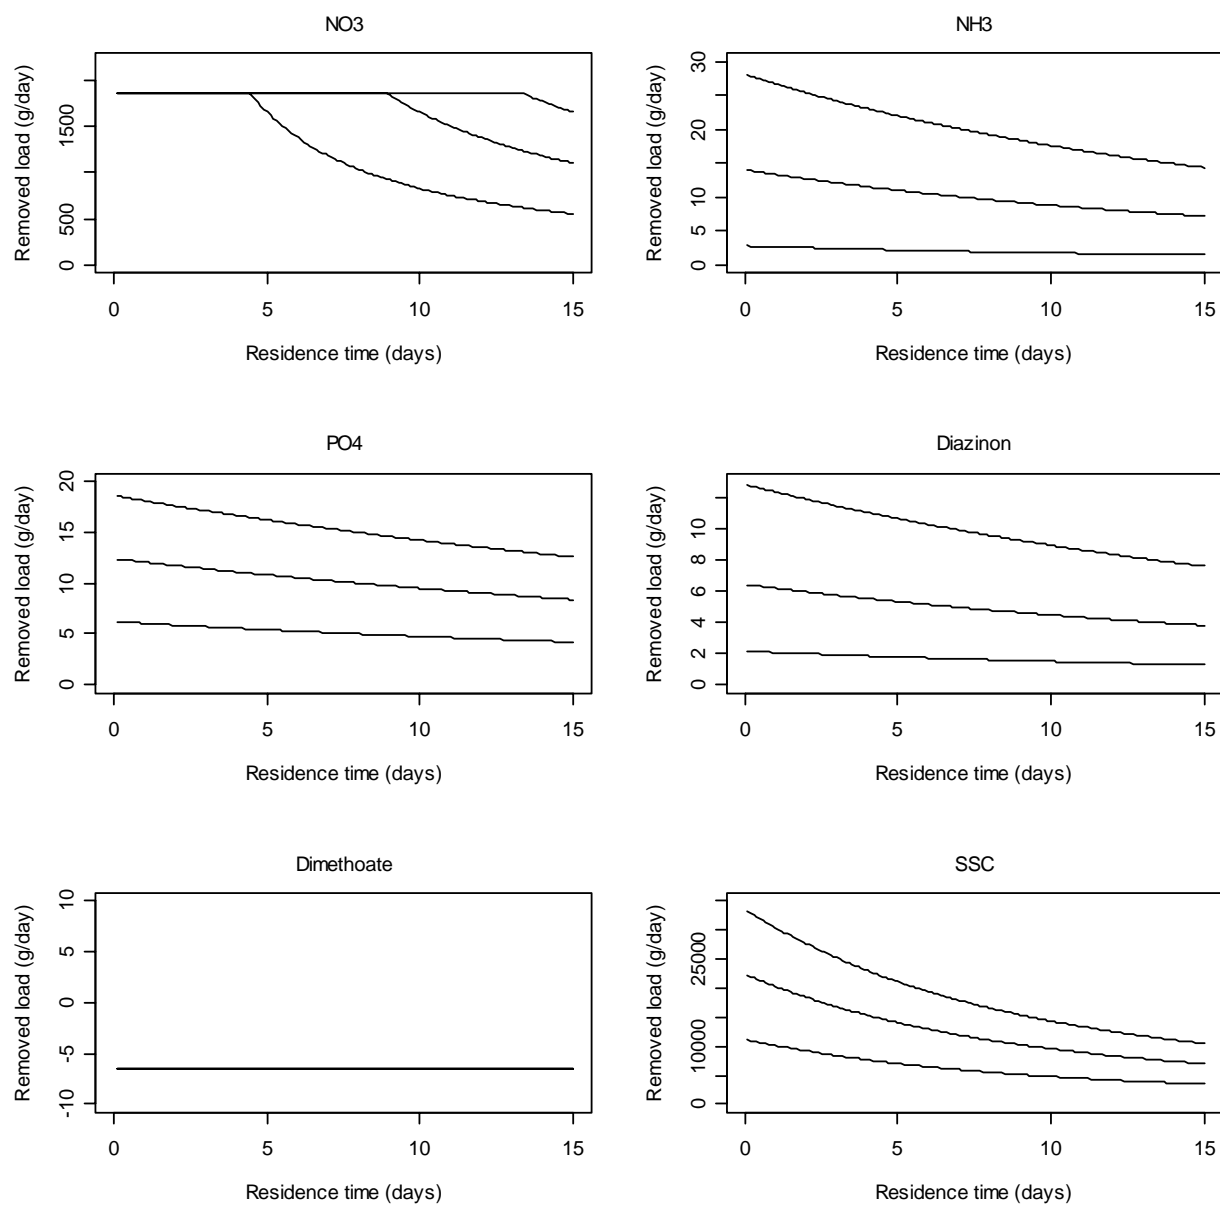 NO3
Removed load (g/day)
0 500 1500
0 5 10 15
Residence time (days)
NH3
Removed load (g/day)
0 5 10 20 30
0 5 10 15
Residence time (days)
PO4
Removed load (g/day)
0 5 10 15 20
0 5 10 15
Residence time (days)
Diazinon
Removed load (g/day)
0 2 4 6 8 10
0 5 10 15
Residence time (days)
Dimethoate
Removed load (g/day)
-10 -5 0 5 10
0 5 10 15
Residence time (days)
SSC
Removed load (g/day)
0 10000 25000
0 5 10 15
Residence time (days)